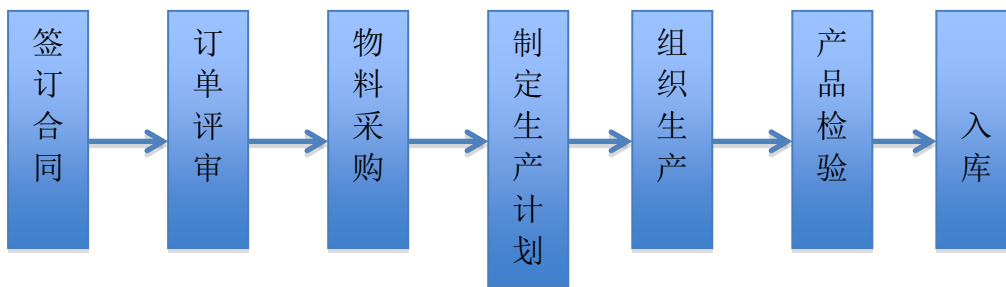 签订合同
订单评审
物料采购
制定生产计划
组织生产
产品检验
入库